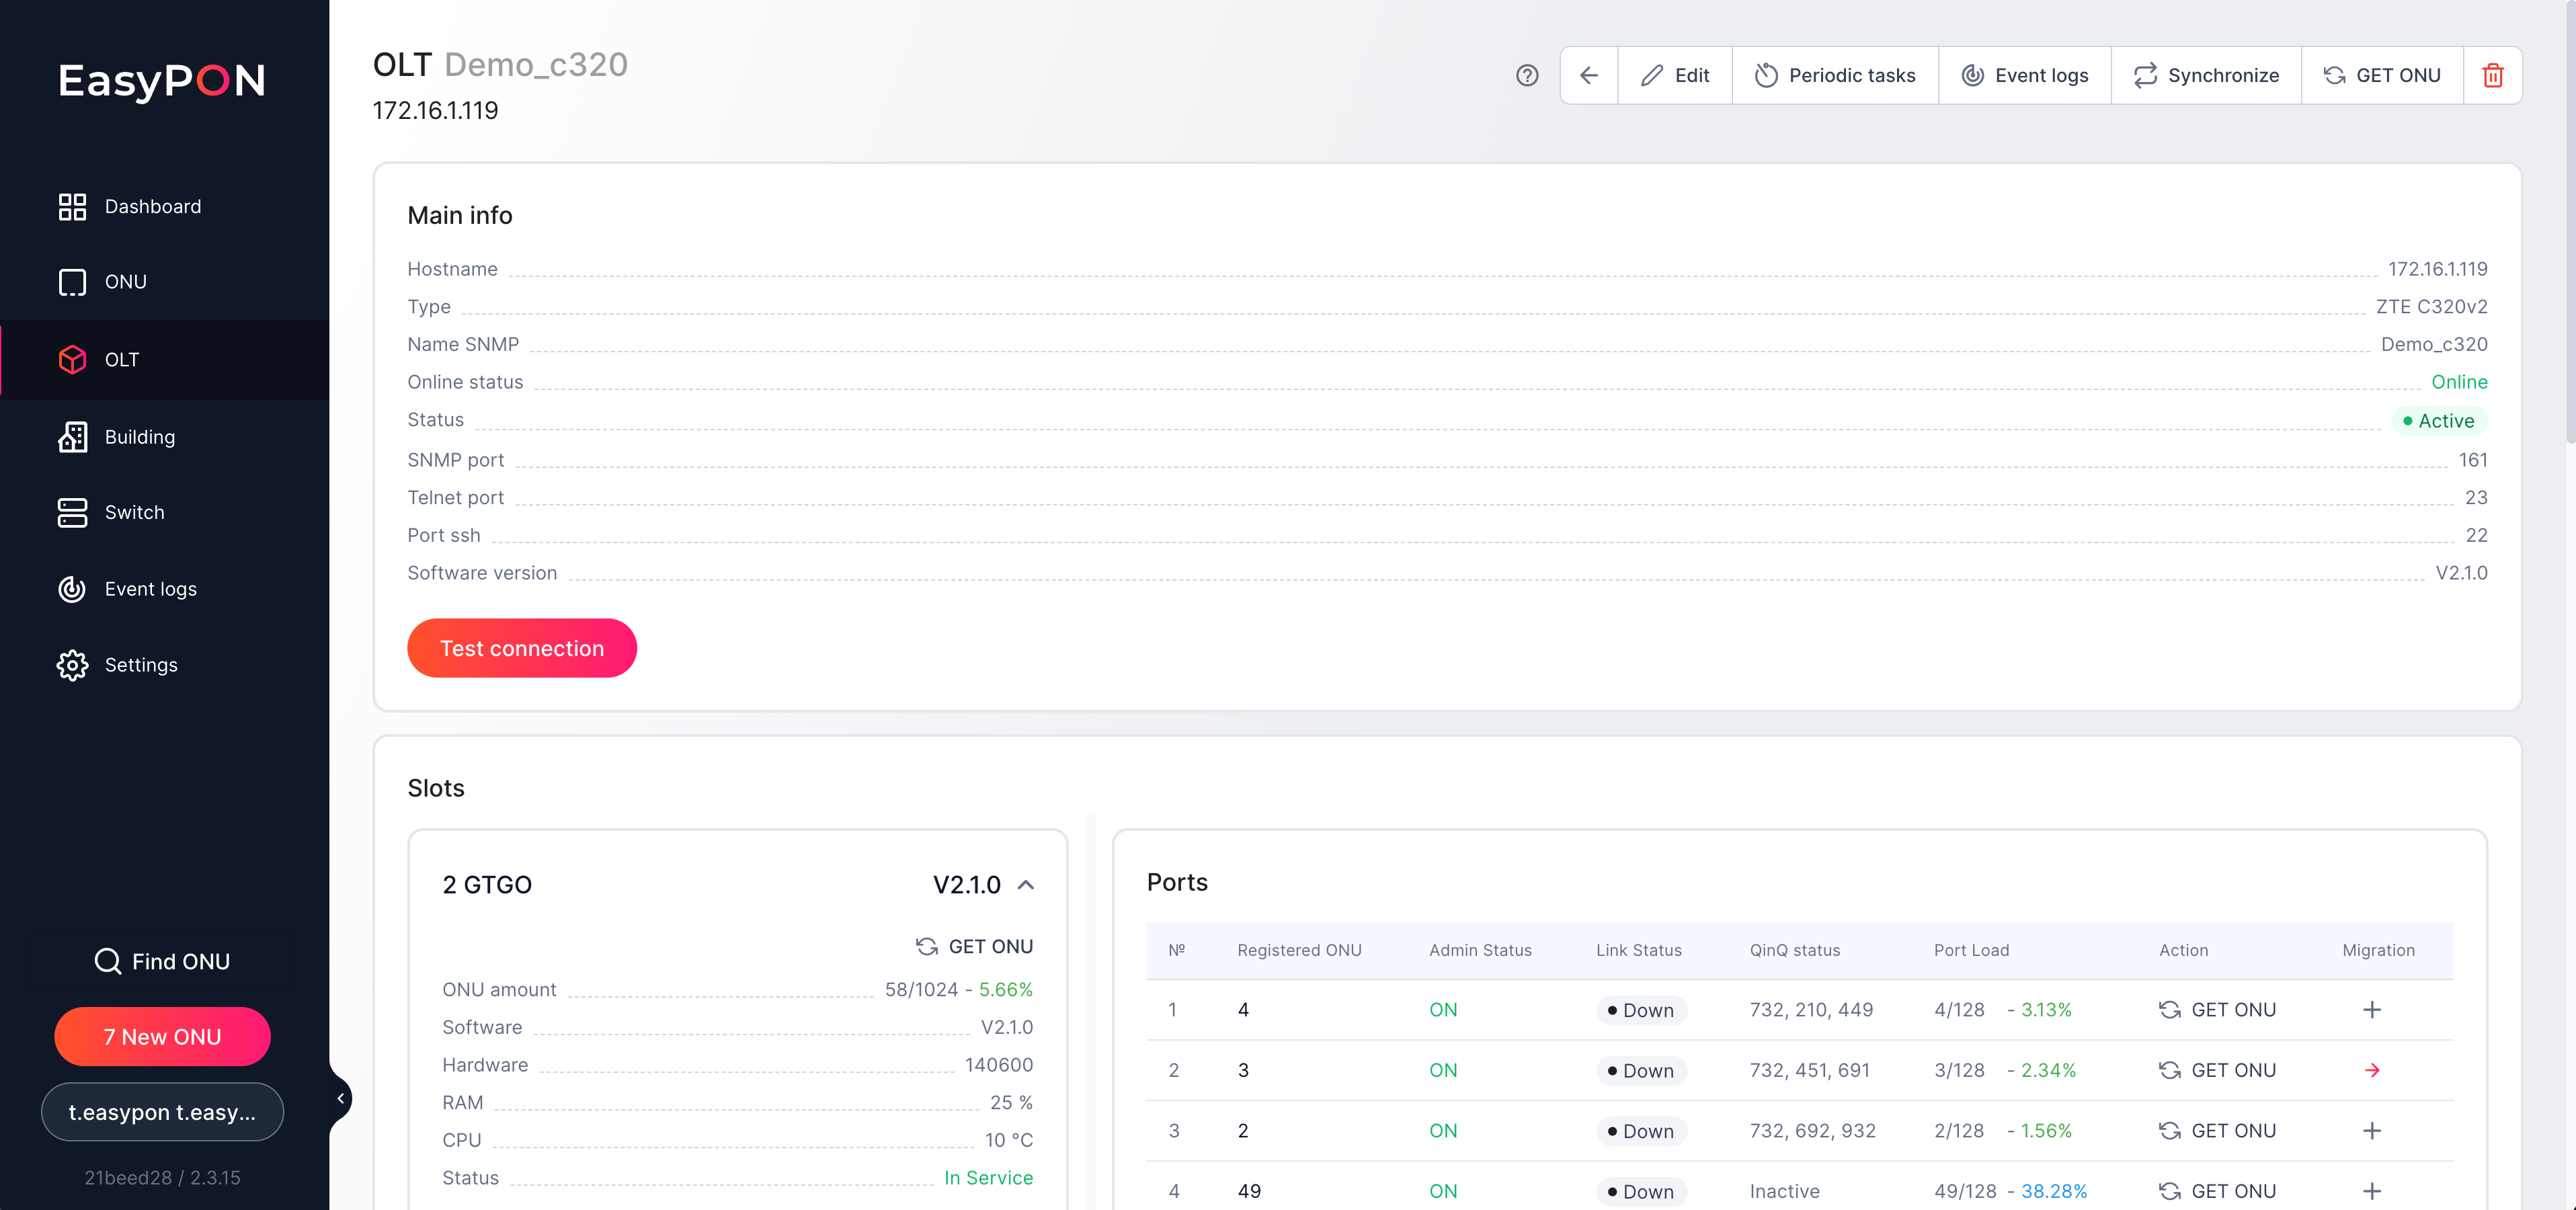 EasyPON
Dashboard
ONU
OLT
Building
Switch
Event logs
Settings
Find ONU
7 New ONU
t.easypon t.easy...
21beed28 / 2.3.15
OLT Demo_c320
172.16.1.119
Edit
Periodic tasks
Event logs
Synchronize
GET ONU
Main info
Hostname 172.16.1.119
Type ZTE C320v2
Name SNMP Demo_c320
Online status Online
Status Active
SNMP port 161
Telnet port 23
Port ssh 22
Software version V2.1.0
Test connection
Slots
2 GTGO V2.1.0
GET ONU
ONU amount 58/1024 - 5.66%
Software V2.1.0
Hardware 140600
RAM 25 %
CPU 10 °C
Status In Service
Ports
№ Registered ONU Admin Status Link Status QinQ status Port Load Action Migration
1 4 ON Down 732, 210, 449 4/128 - 3.13% GET ONU
2 3 ON Down 732, 451, 691 3/128 - 2.34% GET ONU
3 2 ON Down 732, 692, 932 2/128 - 1.56% GET ONU
4 49 ON Down Inactive 49/128 - 38.28% GET ONU